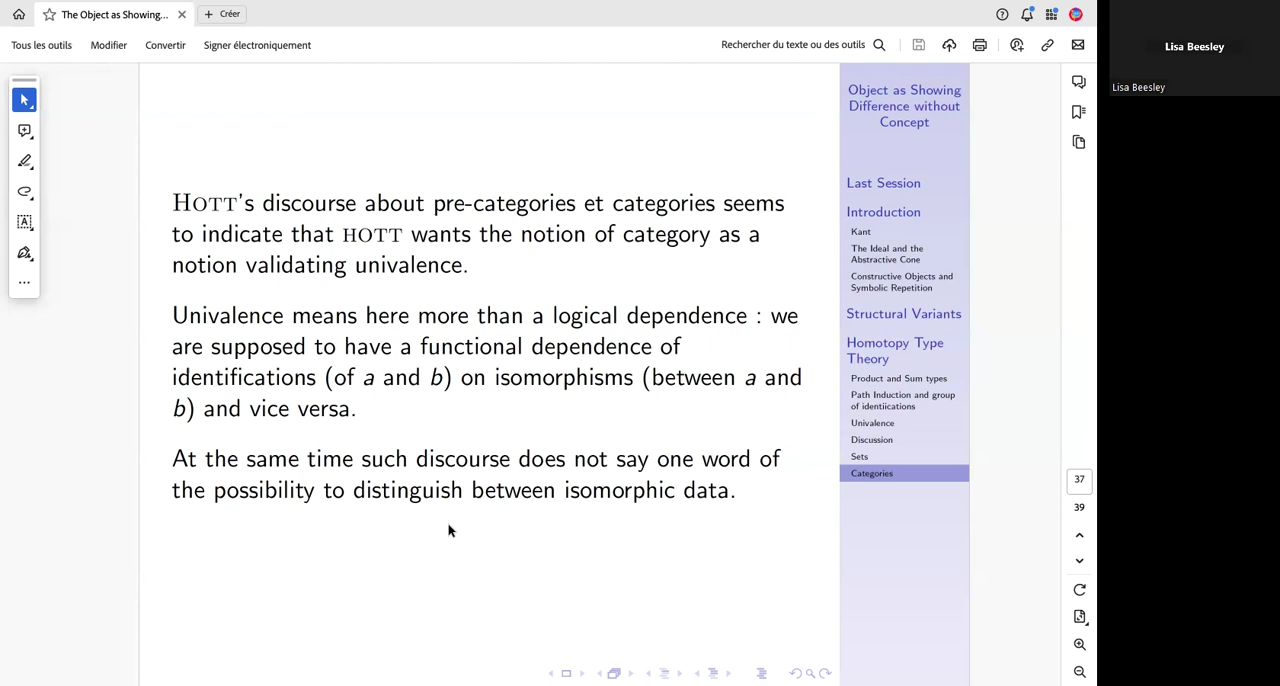 The Object as Showing...
Créer
Tous les outils
Modifier
Convertir
Signer électroniquement
Rechercher du texte ou des outils
Lisa Beesley
Lisa Beesley
HOTT's discourse about pre-categories et categories seems
to indicate that HOTT wants the notion of category as a
notion validating univalence.
Univalence means here more than a logical dependence : we
are supposed to have a functional dependence of
identifications (of a and b) on isomorphisms (between a and
b) and vice versa.
At the same time such discourse does not say one word of
the possibility to distinguish between isomorphic data.
Object as Showing
Difference without
Concept
Last Session
Introduction
Kant
The Ideal and the
Abstractive Cone
Constructive Objects and
Symbolic Repetition
Structural Variants
Homotopy Type
Theory
Product and Sum types
Path Induction and group
of identiications
Univalence
Discussion
Sets
Categories
37
39